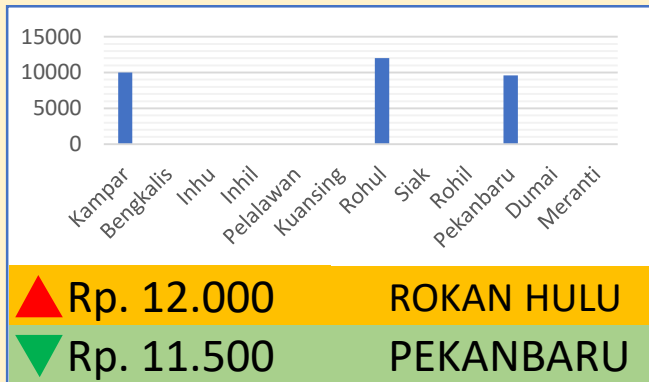 15000
10000
5000
0
Kampar
Bengkalis
Inhu
Inhil
Pelalawan
Kuansing
Rohul
Siak
Rohil
Pekanbaru
Dumai
Meranti
Rp. 12.000 ROKAN HULU
Rp. 11.500 PEKANBARU